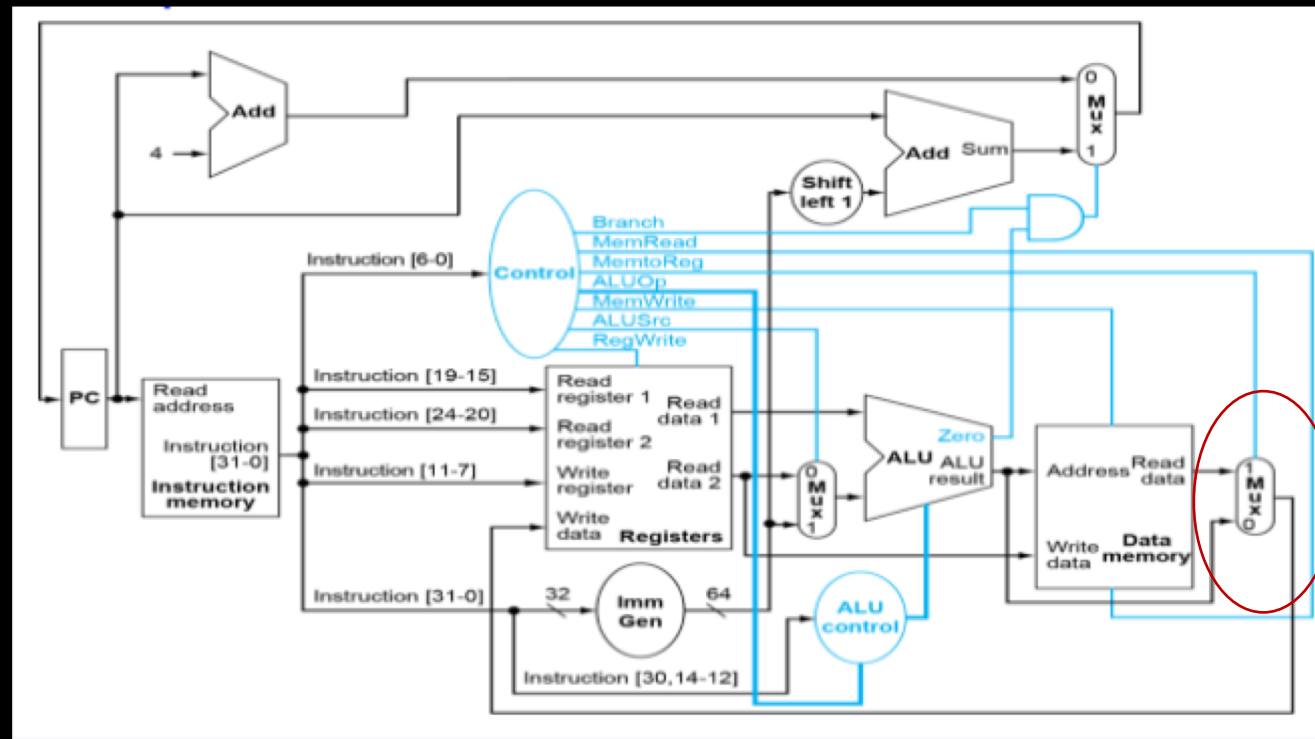 Add
4
Add Sum
0
Mux
1
Shift
left 1
Branch
MemRead
MemtoReg
ALUOp
MemWrite
ALUSrc
RegWrite
Control
Instruction [6-0]
Instruction [19-15]
Instruction [24-20]
Instruction [11-7]
Instruction [31-0]
Instruction [30,14-12]
PC
Read
address
Instruction
[31-0]
Instruction
memory
Read
register 1
Read
register 2
Write
register
Write
data
Read
data 1
Read
data 2
Registers
0
Mux
1
32
Imm
Gen
64
Zero
ALU
ALU
result
ALU
control
Address
Read
data
Write
data
Data
memory
1
Mux
0